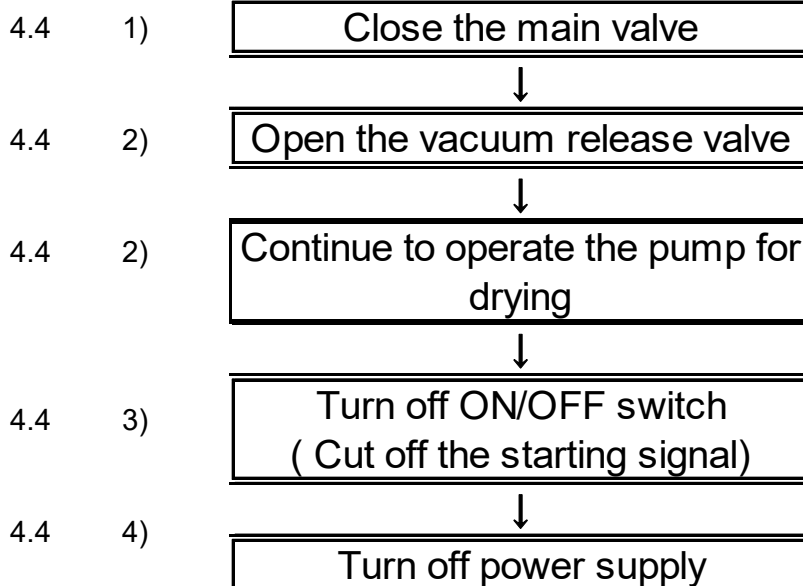 4.4 1) Close the main valve
↓
4.4 2) Open the vacuum release valve
↓
4.4 2) Continue to operate the pump for
drying
↓
4.4 3) Turn off ON/OFF switch
( Cut off the starting signal)
↓
4.4 4) Turn off power supply